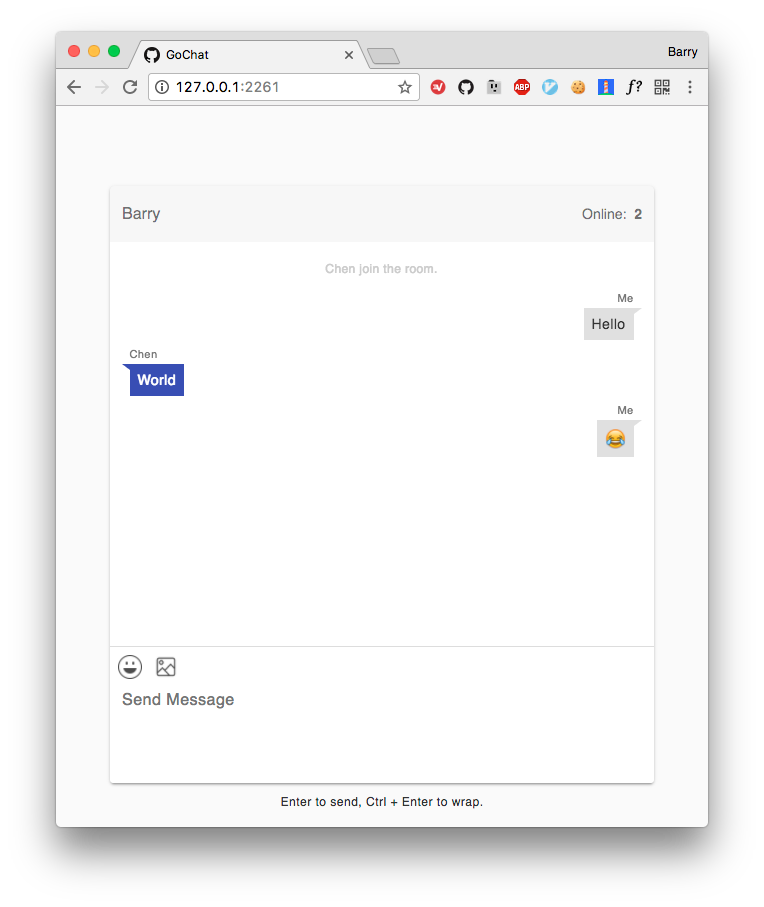 GoChat
Barry
127.0.0.1:2261
ABP
f?
Barry
Online: 2
Chen join the room.
Me
Hello
Chen
World
Me
😂
Send Message
Enter to send, Ctrl + Enter to wrap.